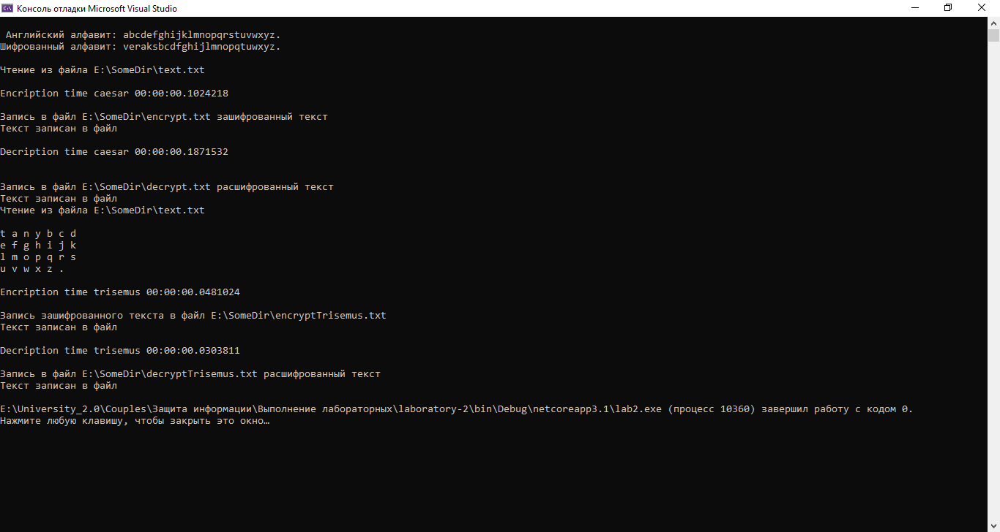 Консоль отладки Microsoft Visual Studio
Английский алфавит: abcdefghijklmnopqrstuvwxyz.
Шифрованный алфавит: veraksbcdfghijlmnopqtuwxyz.
Чтение из файла E:\SomeDir\text.txt
Encription time caesar 00:00:00.1024218
Запись в файл E:\SomeDir\encrypt.txt зашифрованный текст
Текст записан в файл
Decription time caesar 00:00:00.1871532
Запись в файл E:\SomeDir\decrypt.txt расшифрованный текст
Текст записан в файл
Чтение из файла E:\SomeDir\text.txt
t a n y b c d
e f g h i j k
l m o p q r s
u v w x z .
Encription time trisemus 00:00:00.0481024
Запись зашифрованного текста в файл E:\SomeDir\encryptTrisemus.txt
Текст записан в файл
Decription time trisemus 00:00:00.0303811
Запись в файл E:\SomeDir\decryptTrisemus.txt расшифрованный текст
Текст записан в файл
E:\University_2.0\Couples\Защита информации\Выполнение лабораторных\laboratory-2\bin\Debug\netcoreapp3.1\lab2.exe (процесс 10360) завершил работу с кодом 0.
Нажмите любую клавишу, чтобы закрыть это окно…